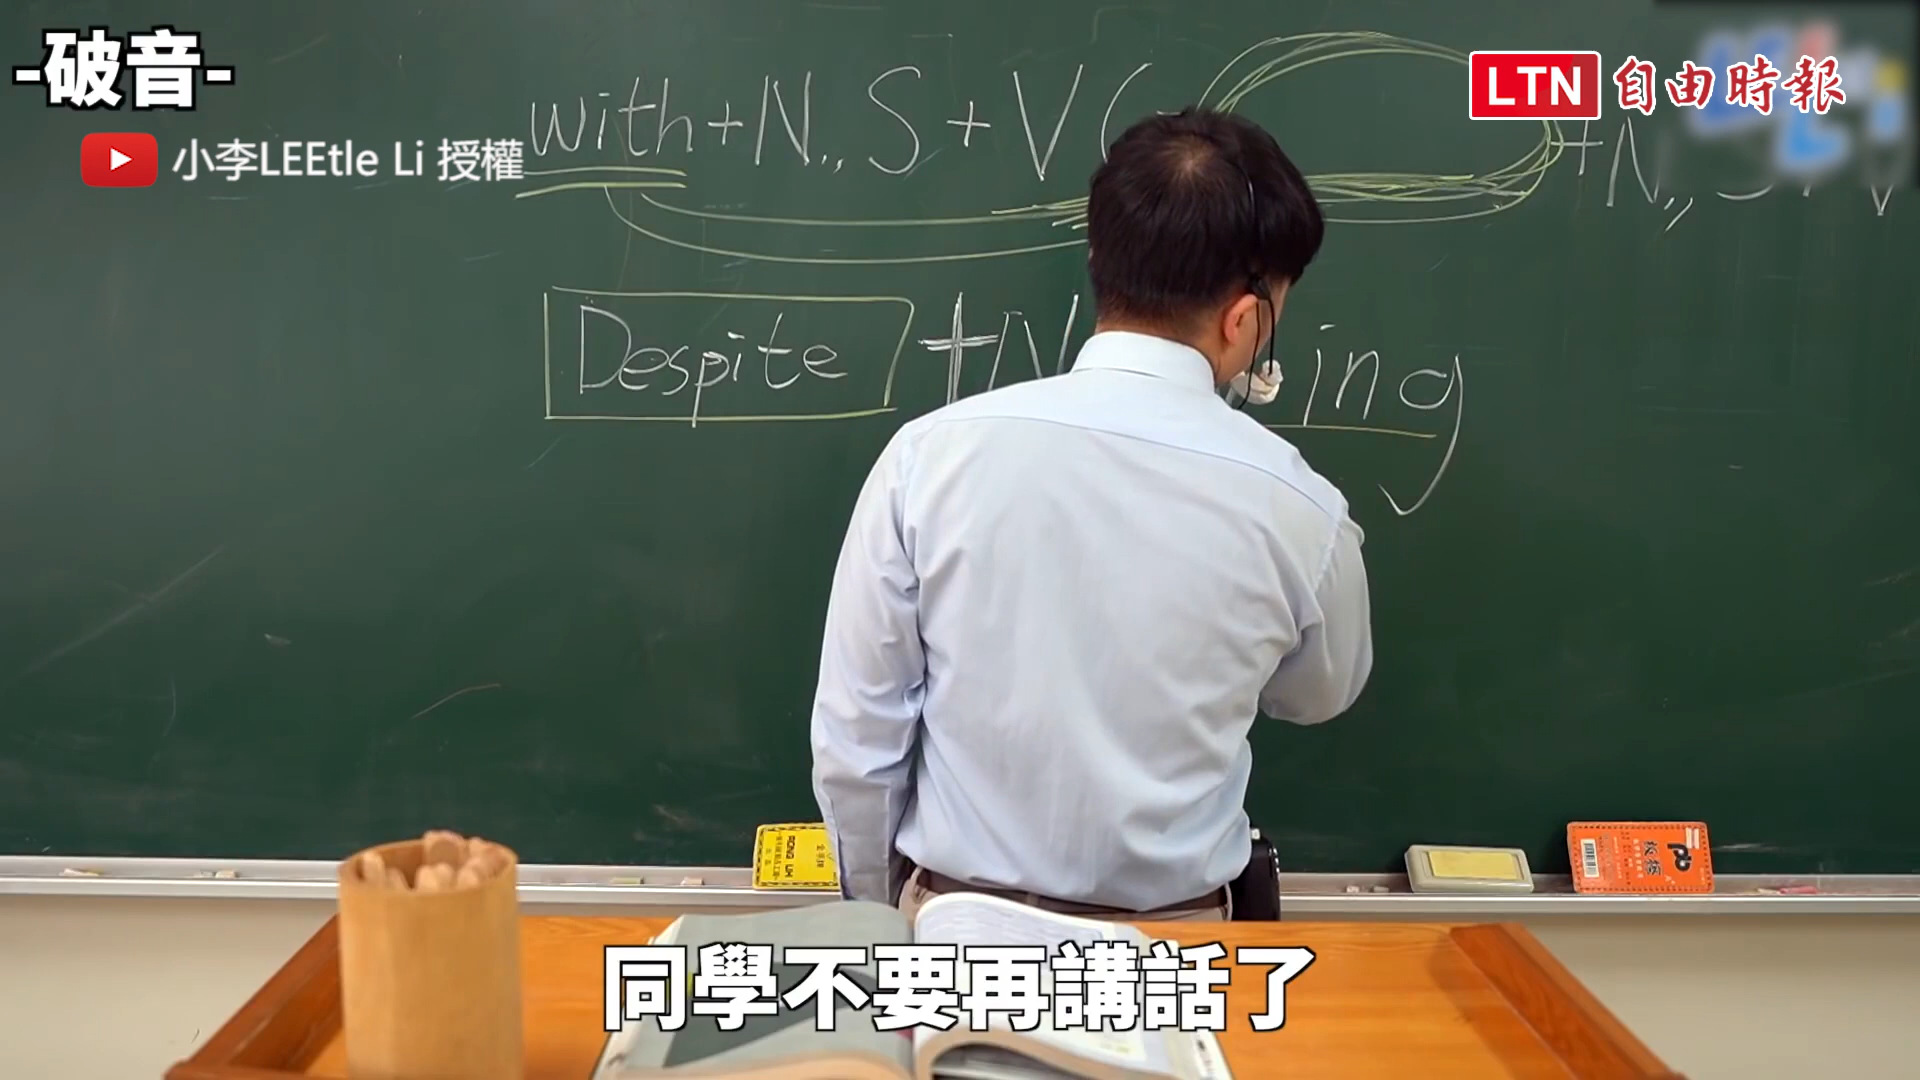 -破音-
LTN 自由時報
小李LEEtle Li 授權
with+N., S+V (
+N., S+V
Despite +N
ing
同學不要再講話了